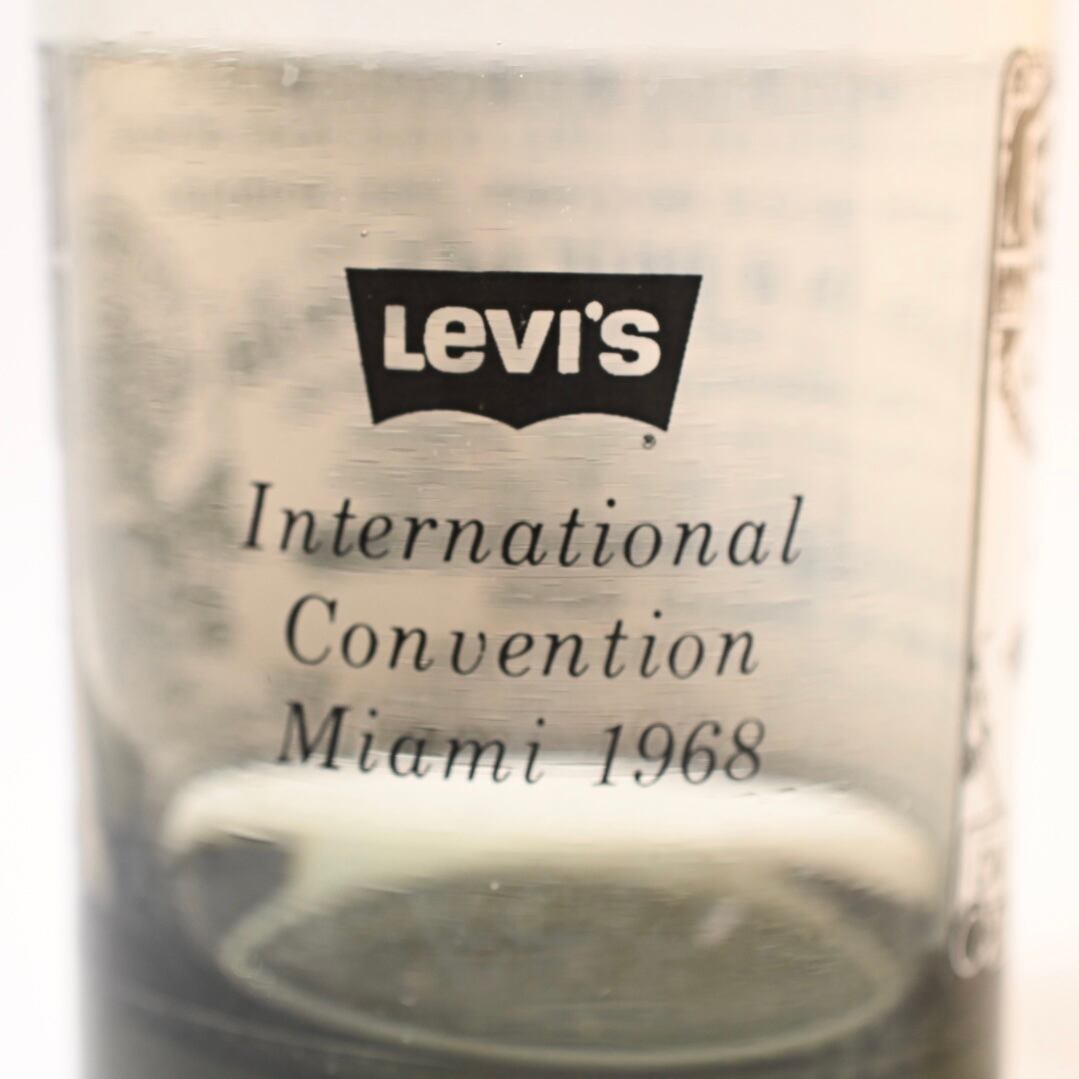 LEVI'S
®
International
Convention
Miami 1968